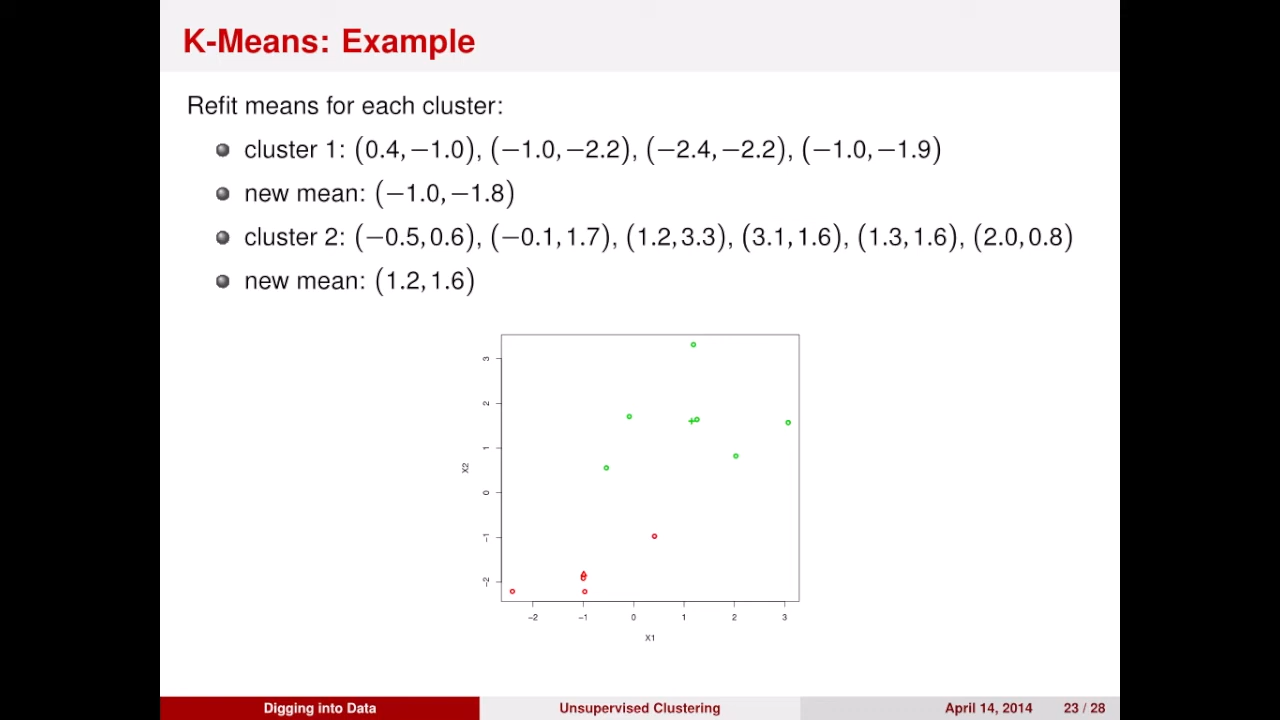 K-Means: Example
Refit means for each cluster:
cluster 1: (0.4,−1.0), (−1.0,−2.2), (−2.4,−2.2), (−1.0,−1.9)
new mean: (−1.0,−1.8)
cluster 2: (−0.5,0.6), (−0.1,1.7), (1.2,3.3), (3.1,1.6), (1.3,1.6), (2.0,0.8)
new mean: (1.2,1.6)
3
2
1
0
−1
−2
X2
−2 −1 0 1 2 3
X1
Digging into Data Unsupervised Clustering April 14, 2014 23 / 28